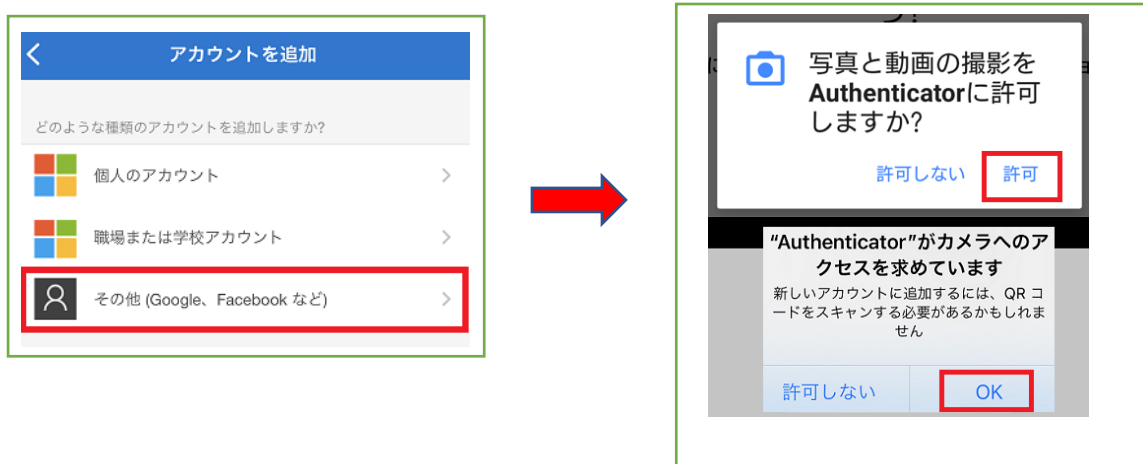 アカウントを追加
どのような種類のアカウントを追加しますか?
個人のアカウント
職場または学校アカウント
その他 (Google、Facebook など)
写真と動画の撮影を
Authenticatorに許可
しますか?
許可しない 許可
“Authenticator”がカメラへのア
クセスを求めています
新しいアカウントに追加するには、QR コ
ードをスキャンする必要があるかもしれま
せん
許可しない OK